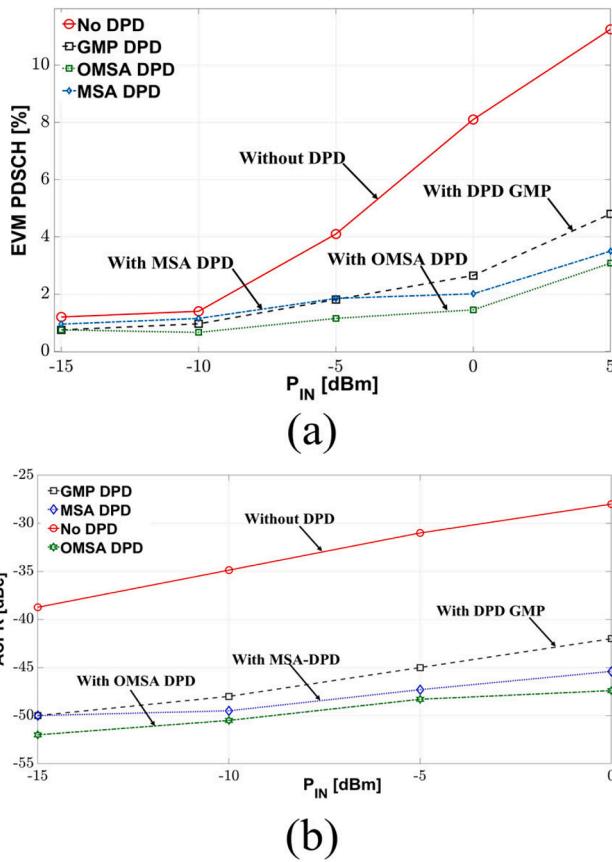 No DPD
GMP DPD
OMSA DPD
MSA DPD
10
8
6
4
2
0
EVM PDSCH [%]
Without DPD
With DPD GMP
With MSA DPD
With OMSA DPD
-15
-10
-5
0
5
P_IN [dBm]
(a)
-25
-30
-35
-40
-45
-50
-55
GMP DPD
MSA DPD
No DPD
OMSA DPD
Without DPD
With DPD GMP
With MSA-DPD
With OMSA DPD
-15
-10
-5
0
P_IN [dBm]
(b)